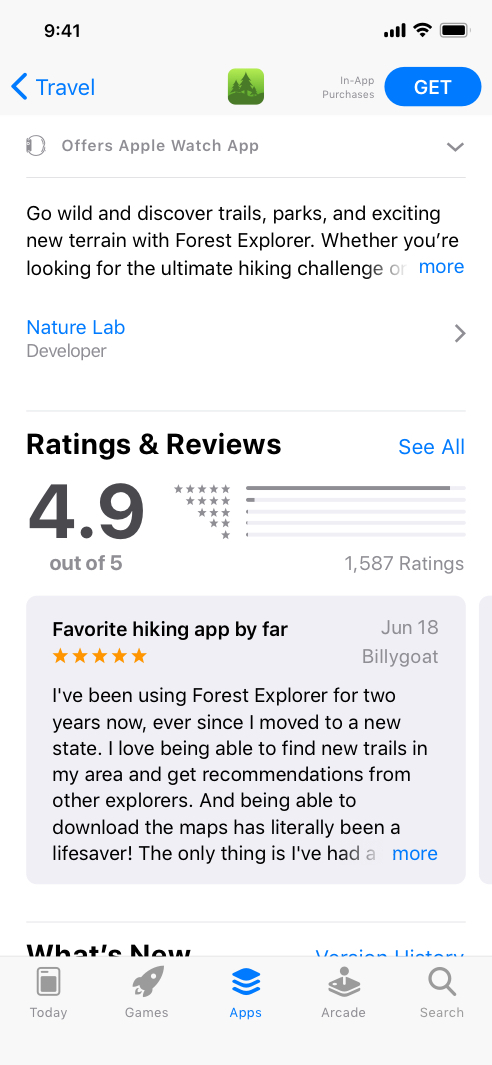 9:41
Travel
In-App
Purchases
GET
Offers Apple Watch App
Go wild and discover trails, parks, and exciting
new terrain with Forest Explorer. Whether you’re
looking for the ultimate hiking challenge or more
Nature Lab
Developer
Ratings & Reviews
See All
4.9
out of 5
1,587 Ratings
Favorite hiking app by far
Jun 18
Billygoat
I've been using Forest Explorer for two
years now, ever since I moved to a new
state. I love being able to find new trails in
my area and get recommendations from
other explorers. And being able to
download the maps has literally been a
lifesaver! The only thing is I've had a more
What’s New
Version History
Today
Games
Apps
Arcade
Search